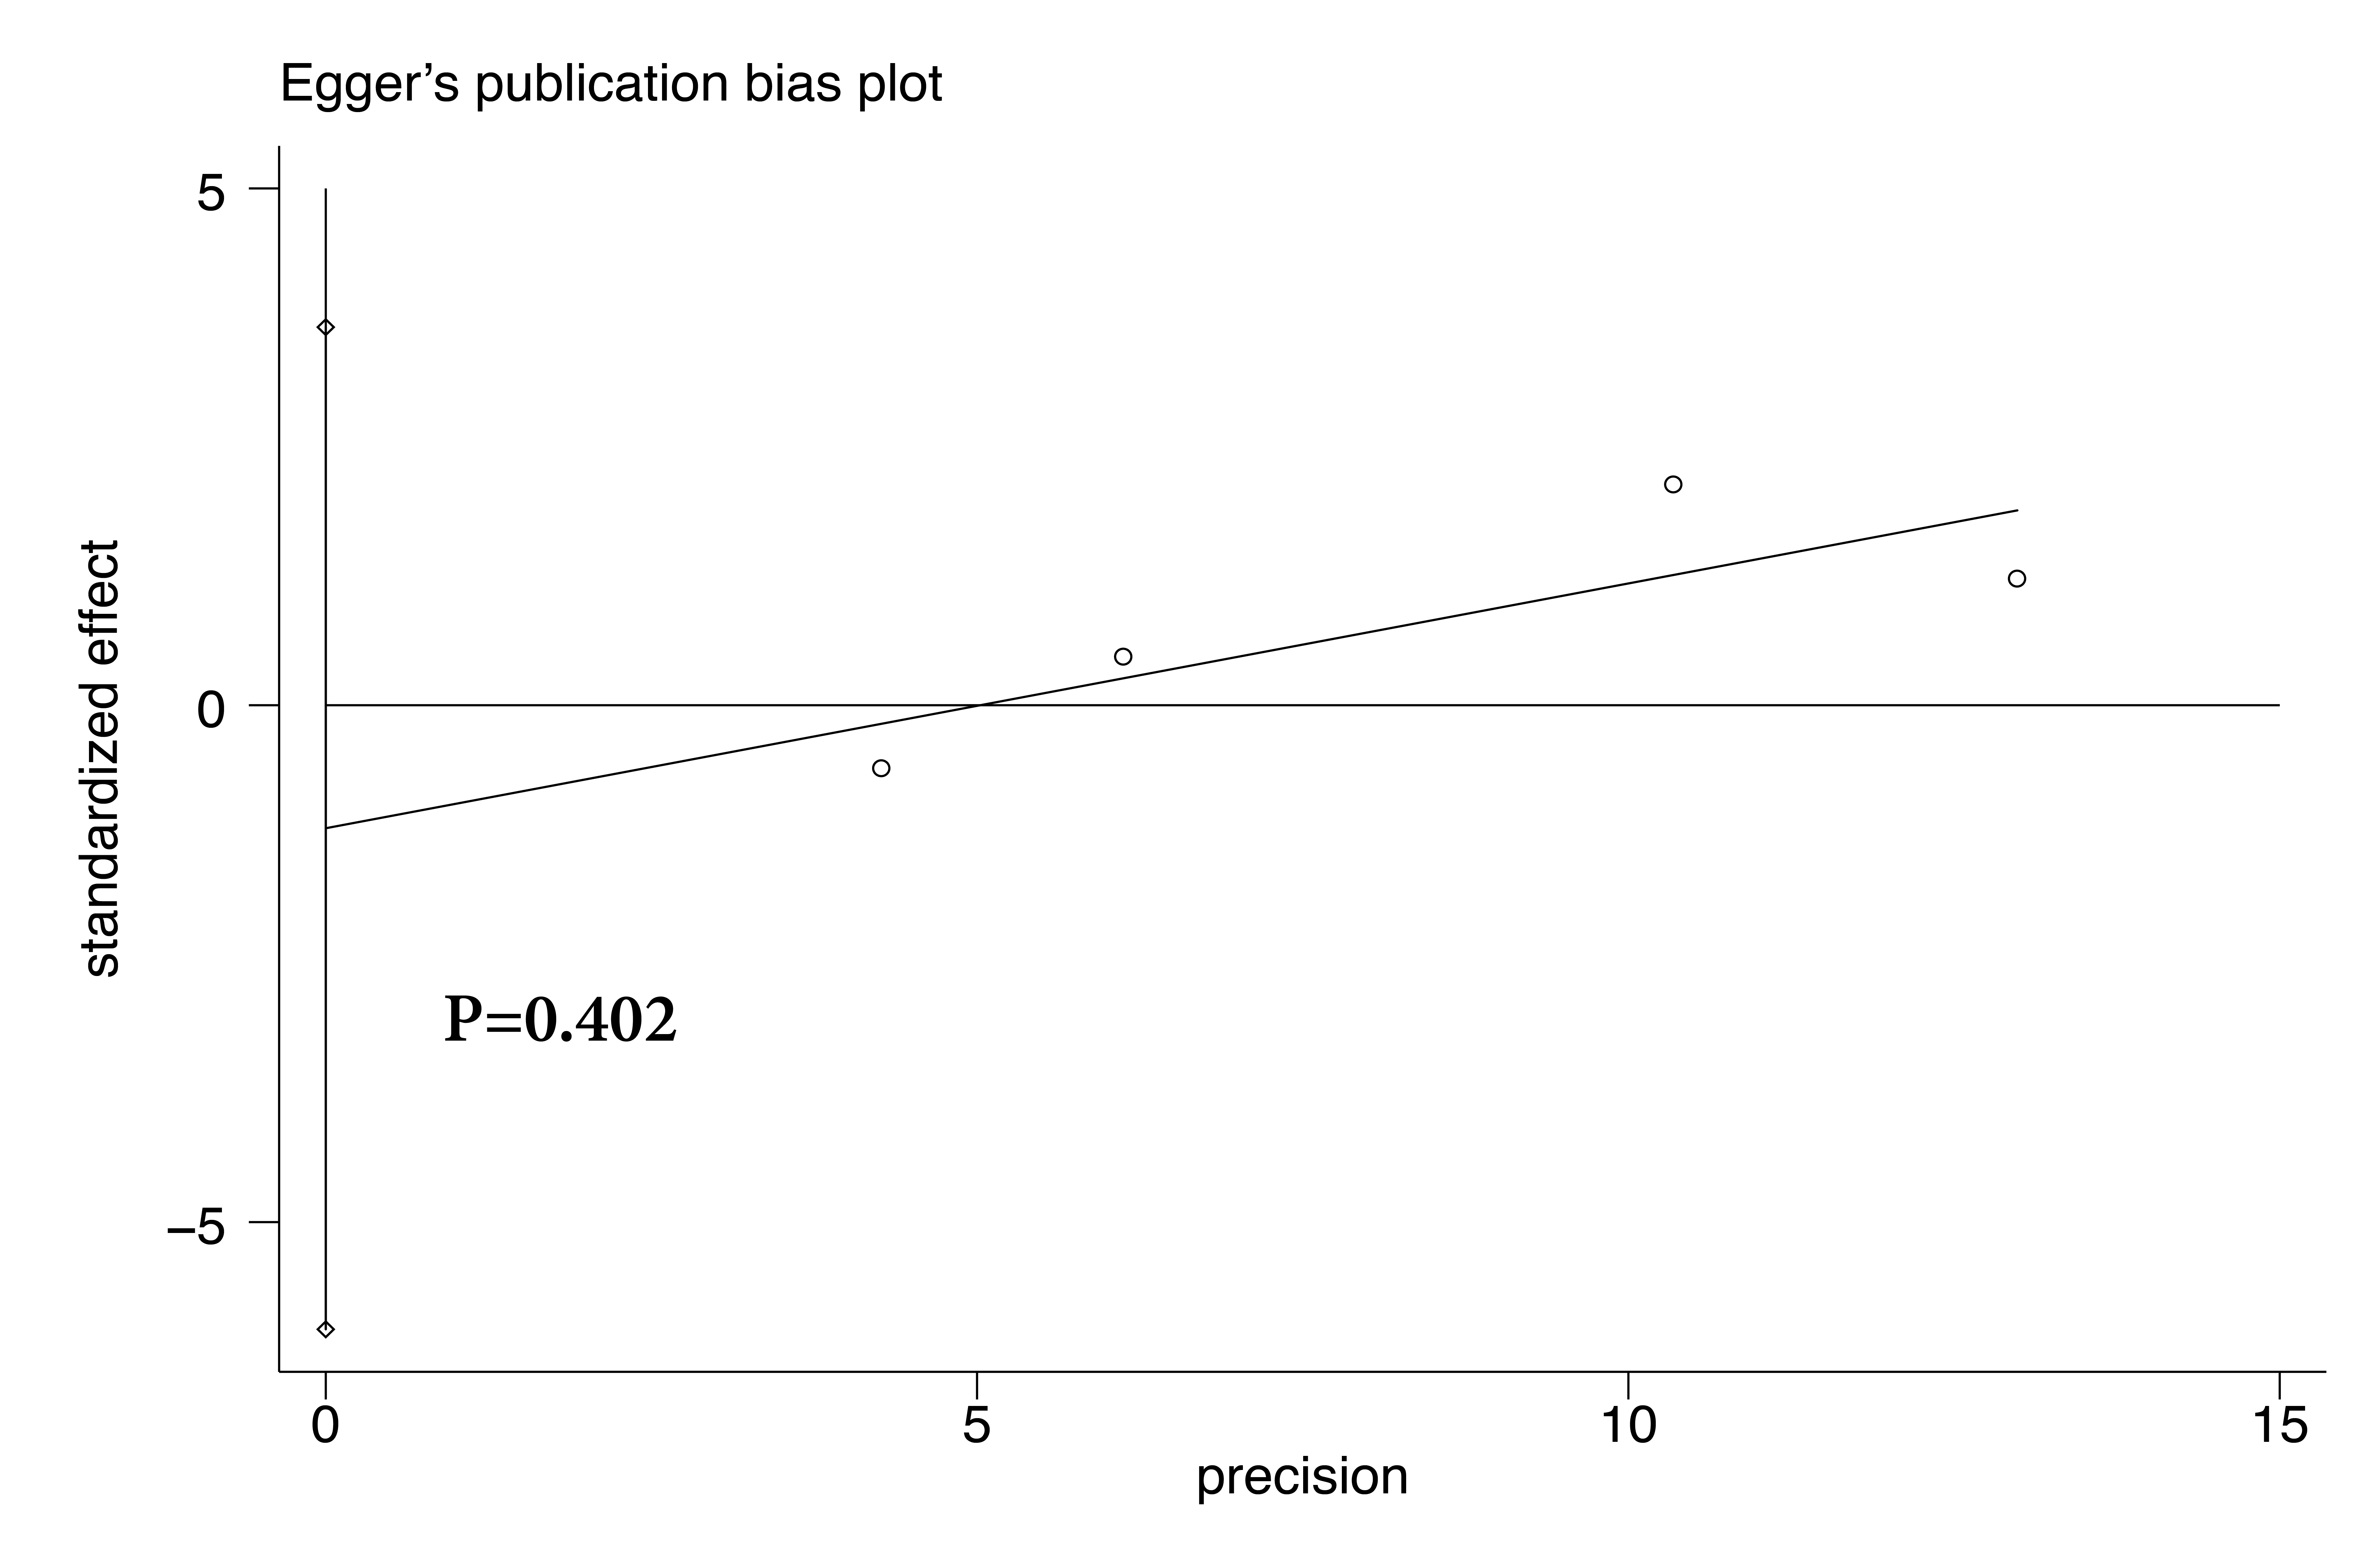 Egger’s publication bias plot
5
0
−5
standardized effect
P=0.402
0 5 10 15
precision